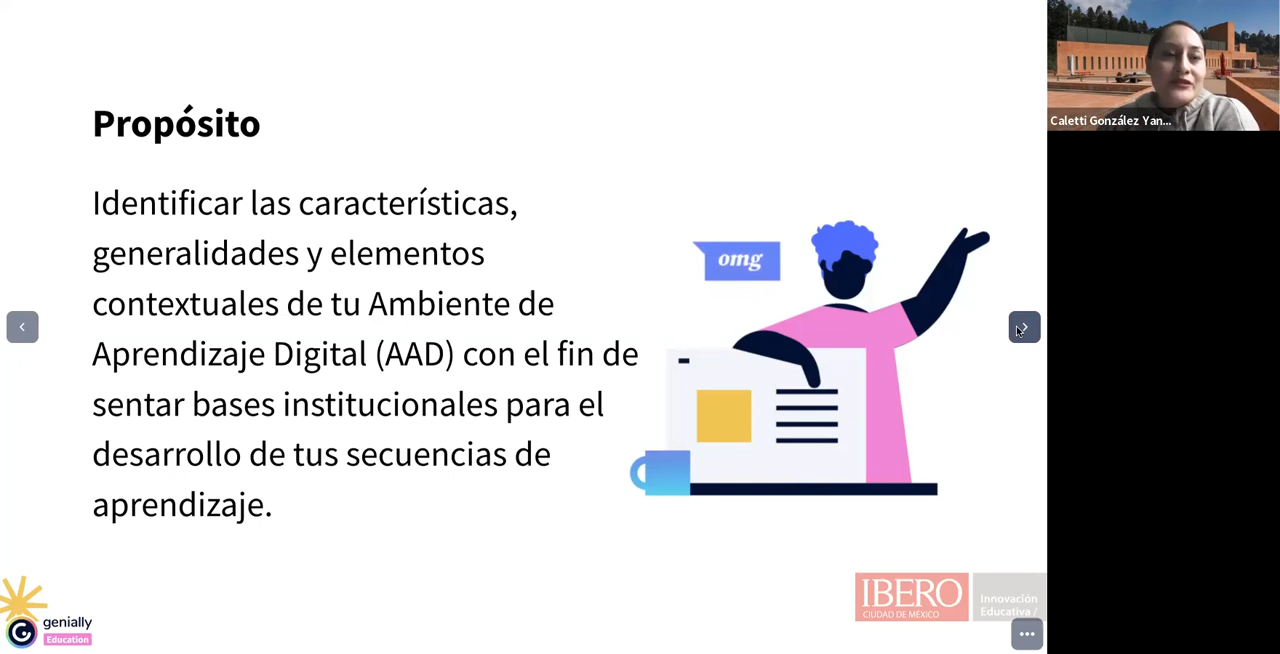 Propósito
Identificar las características,
generalidades y elementos
contextuales de tu Ambiente de
Aprendizaje Digital (AAD) con el fin de
sentar bases institucionales para el
desarrollo de tus secuencias de
aprendizaje.
omg
genially
Education
IBERO
CIUDAD DE MÉXICO
Innovación
Educativa /
Caletti González Yan...